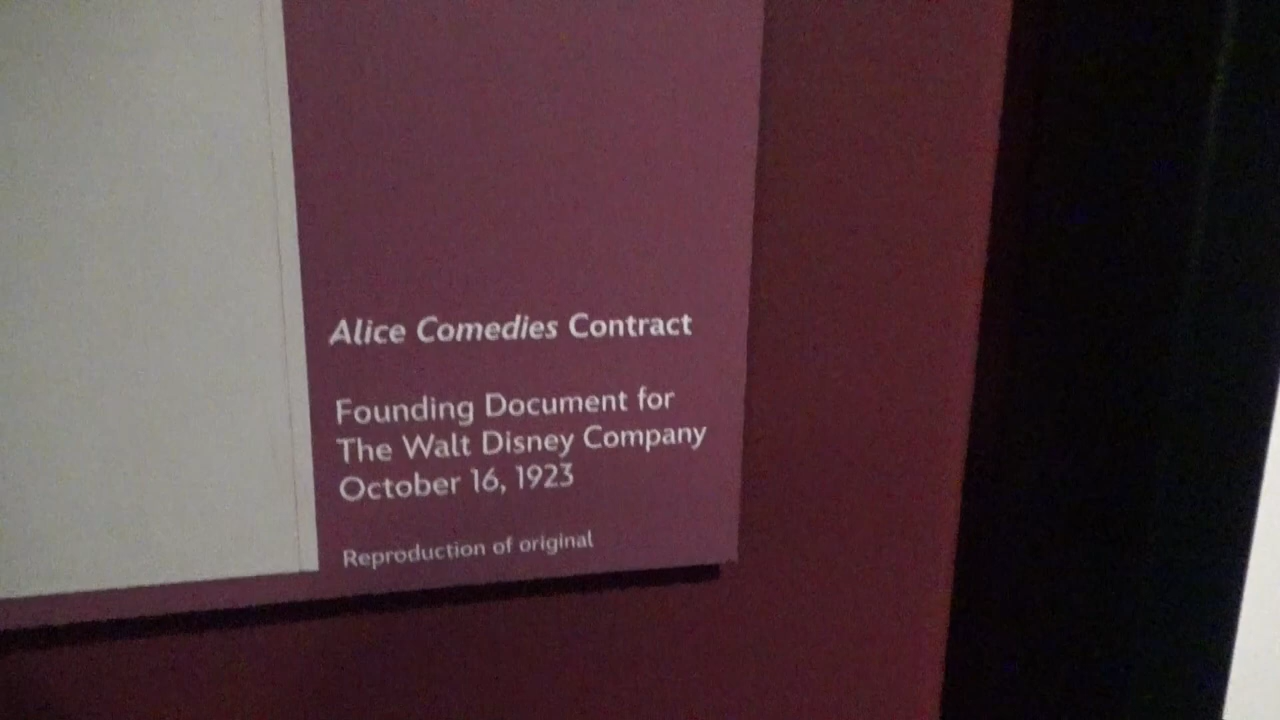 Alice Comedies Contract
Founding Document for
The Walt Disney Company
October 16, 1923
Reproduction of original